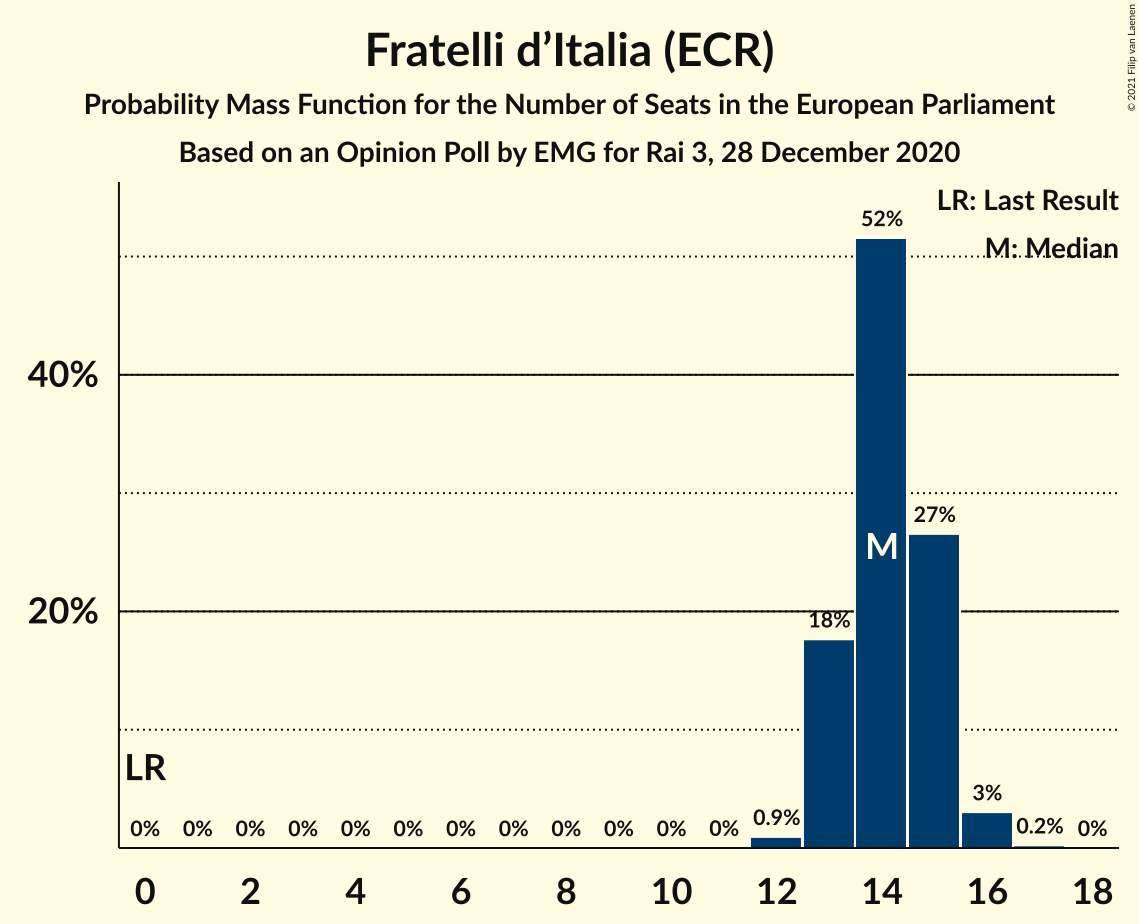 Fratelli d’Italia (ECR)
Probability Mass Function for the Number of Seats in the European Parliament
Based on an Opinion Poll by EMG for Rai 3, 28 December 2020
© 2021 Filip van Laenen
LR: Last Result
M: Median
52%
40%
27%
M
20%
18%
LR
0% 0% 0% 0% 0% 0% 0% 0% 0% 0% 0% 0% 0.9% 3% 0.2% 0%
0 2 4 6 8 10 12 14 16 18